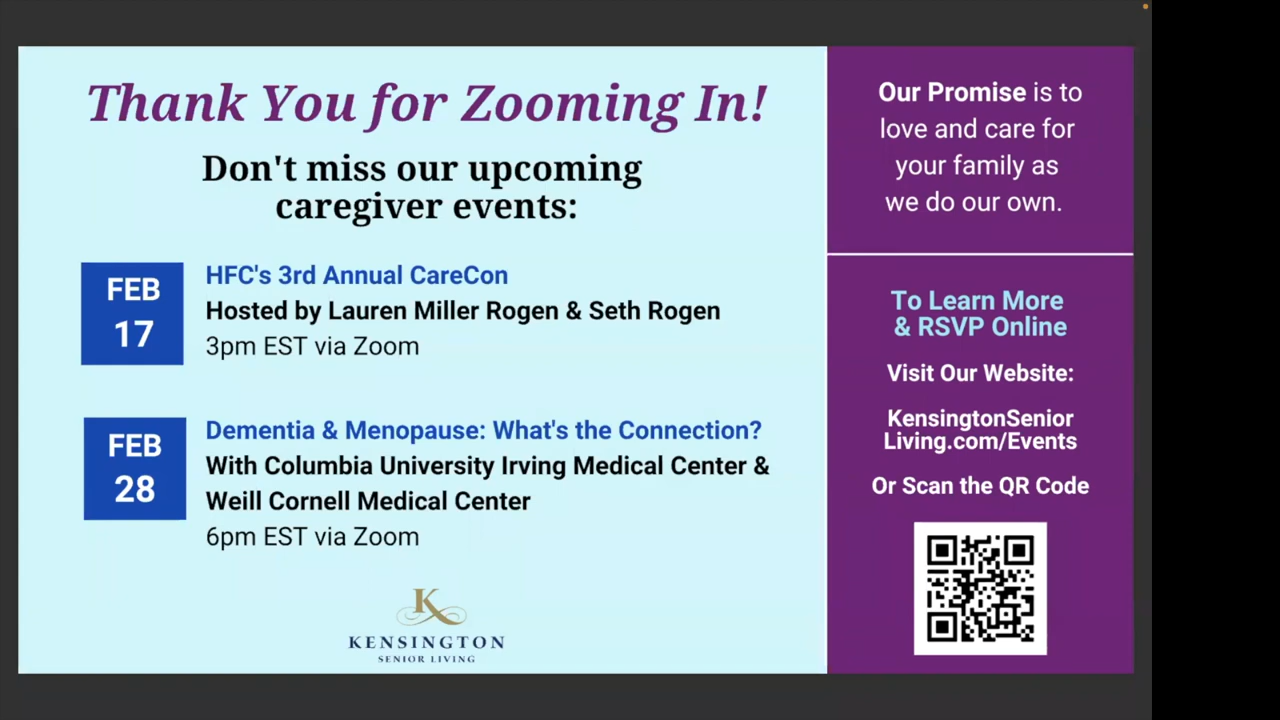 Thank You for Zooming In!
Don't miss our upcoming
caregiver events:
FEB
17
HFC's 3rd Annual CareCon
Hosted by Lauren Miller Rogen & Seth Rogen
3pm EST via Zoom
FEB
28
Dementia & Menopause: What's the Connection?
With Columbia University Irving Medical Center &
Weill Cornell Medical Center
6pm EST via Zoom
K
KENSINGTON
SENIOR LIVING
Our Promise is to
love and care for
your family as
we do our own.
To Learn More
& RSVP Online
Visit Our Website:
KensingtonSenior
Living.com/Events
Or Scan the QR Code